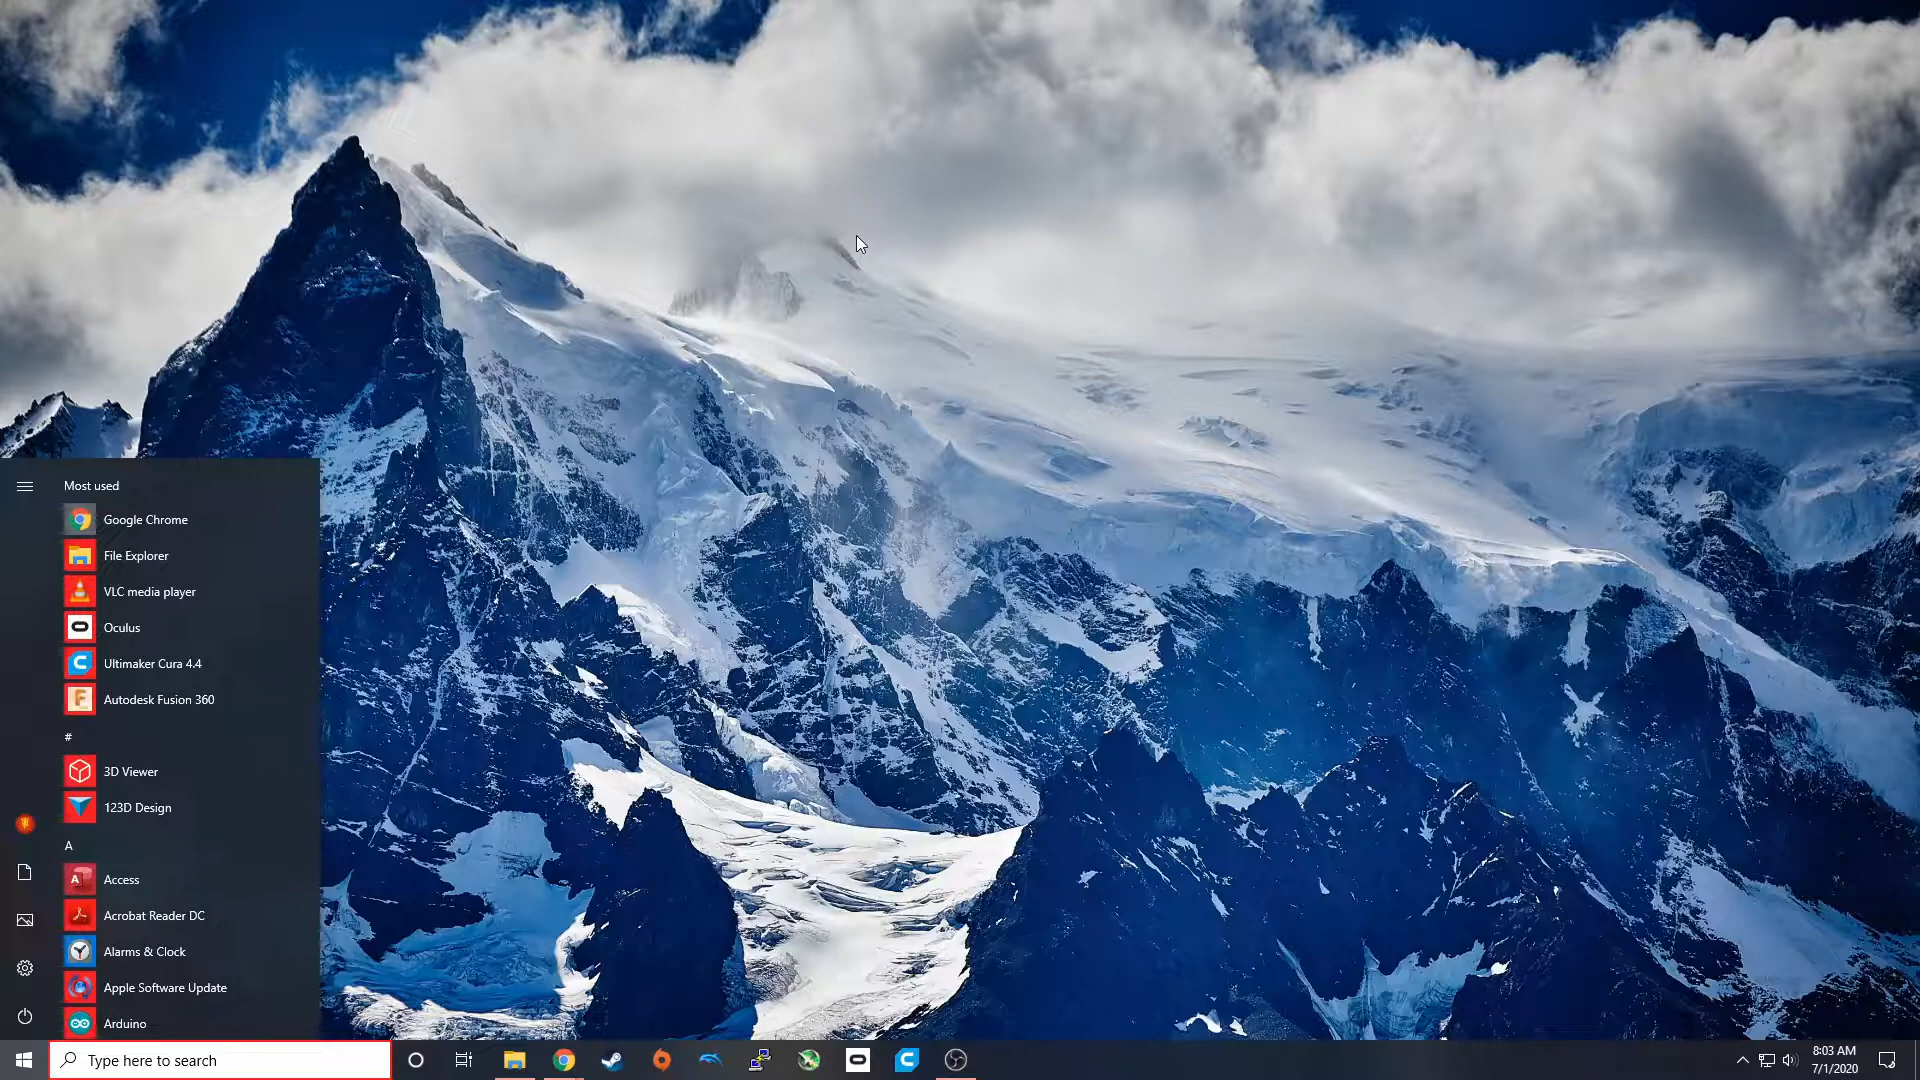 Most used
Google Chrome
File Explorer
VLC media player
Oculus
Ultimaker Cura 4.4
Autodesk Fusion 360
#
3D Viewer
123D Design
A
Access
Acrobat Reader DC
Alarms & Clock
Apple Software Update
Arduino
Type here to search
8:03 AM
7/1/2020